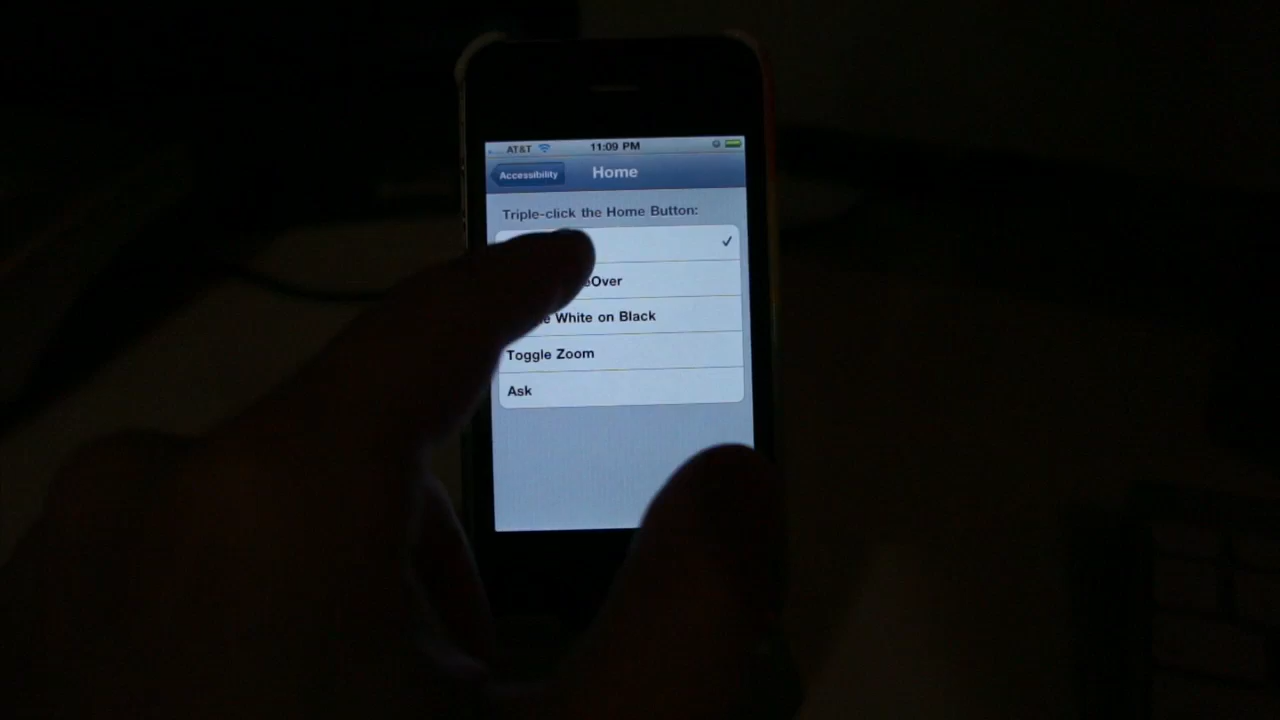 AT&T 11:09 PM
Accessibility Home
Triple-click the Home Button:
White on Black
Toggle Zoom
Ask